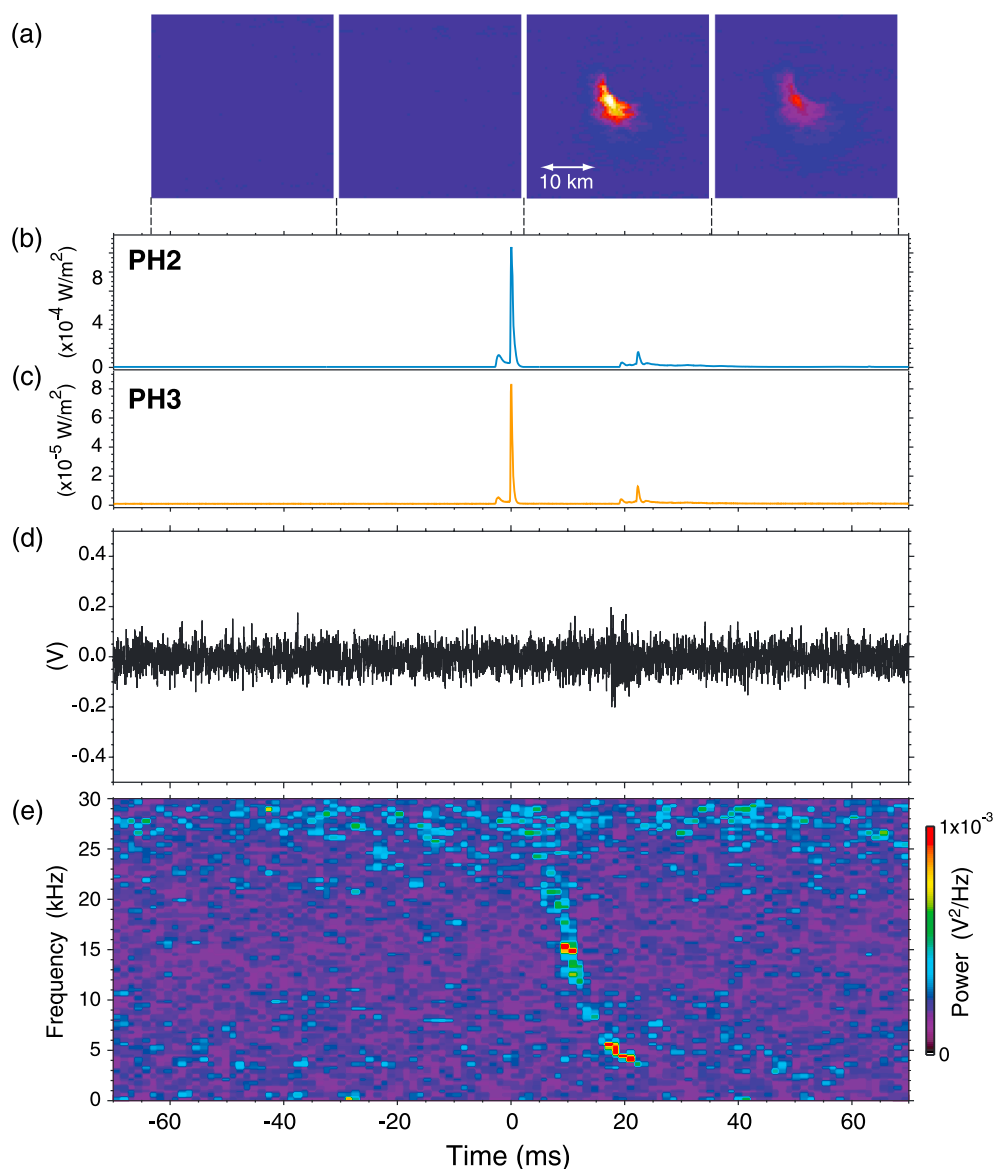 (a)
10 km
(b)
PH2
(x10⁻⁴ W/m²)
8
4
0
(c)
PH3
(x10⁻⁵ W/m²)
8
6
4
2
0
(d)
(V)
0.4
0.2
0.0
-0.2
-0.4
(e)
Frequency (kHz)
30
25
20
15
10
5
0
1x10⁻³
Power (V²/Hz)
0
-60 -40 -20 0 20 40 60
Time (ms)